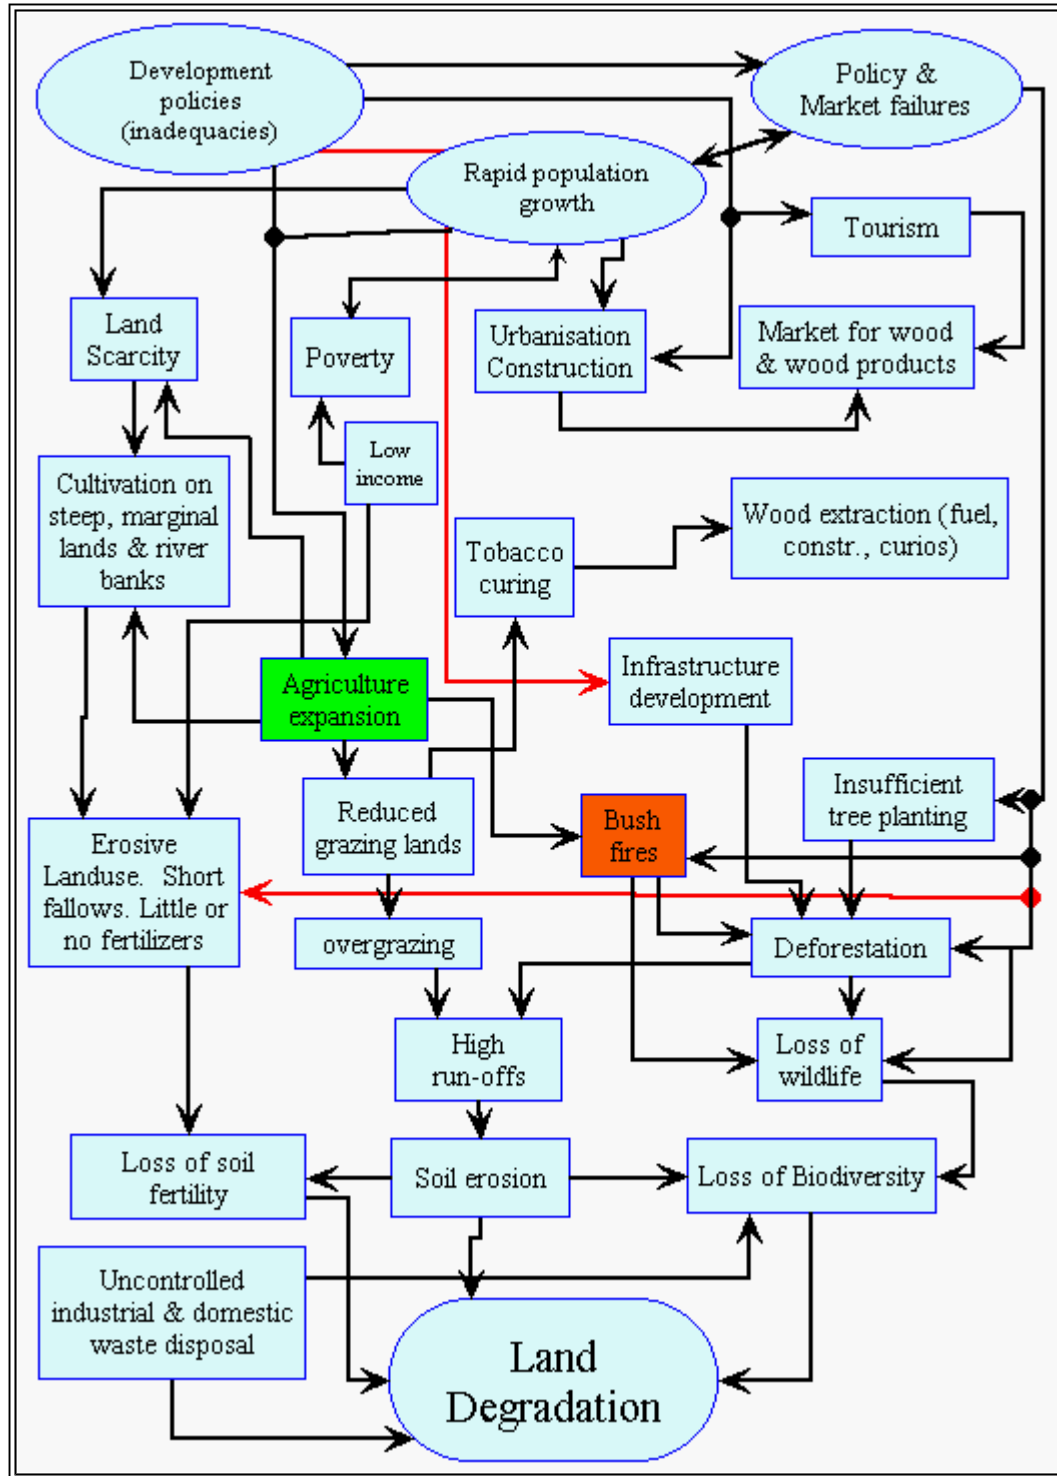 Development
policies
(inadequacies)
Policy &
Market failures
Rapid population
growth
Tourism
Land
Scarcity
Poverty
Urbanisation
Construction
Market for wood
& wood products
Low
income
Cultivation on
steep, marginal
lands & river
banks
Tobacco
curing
Wood extraction (fuel,
constr., curios)
Agriculture
expansion
Infrastructure
development
Reduced
grazing lands
Bush
fires
Insufficient
tree planting
Erosive
Landuse. Short
fallows. Little or
no fertilizers
overgrazing
Deforestation
High
run-offs
Loss of
wildlife
Loss of soil
fertility
Soil erosion
Loss of Biodiversity
Uncontrolled
industrial & domestic
waste disposal
Land
Degradation